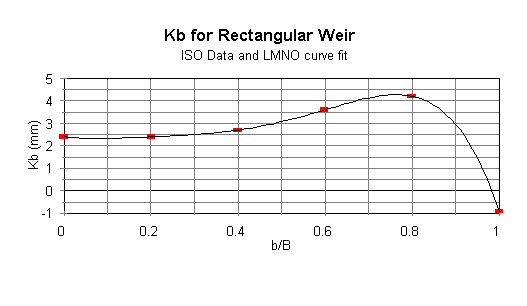 Kb for Rectangular Weir
ISO Data and LMNO curve fit
5
4
3
2
1
0
-1
Kb (mm)
0 0.2 0.4 0.6 0.8 1
b/B